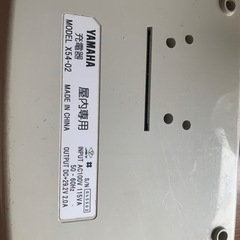 YAMAHA
充電器
MODEL X54-02
屋内専用
MADE IN CHINA
S/N
INPUT AC100V 115VA
50 - 60Hz
OUTPUT DC=29.2V 2.0A